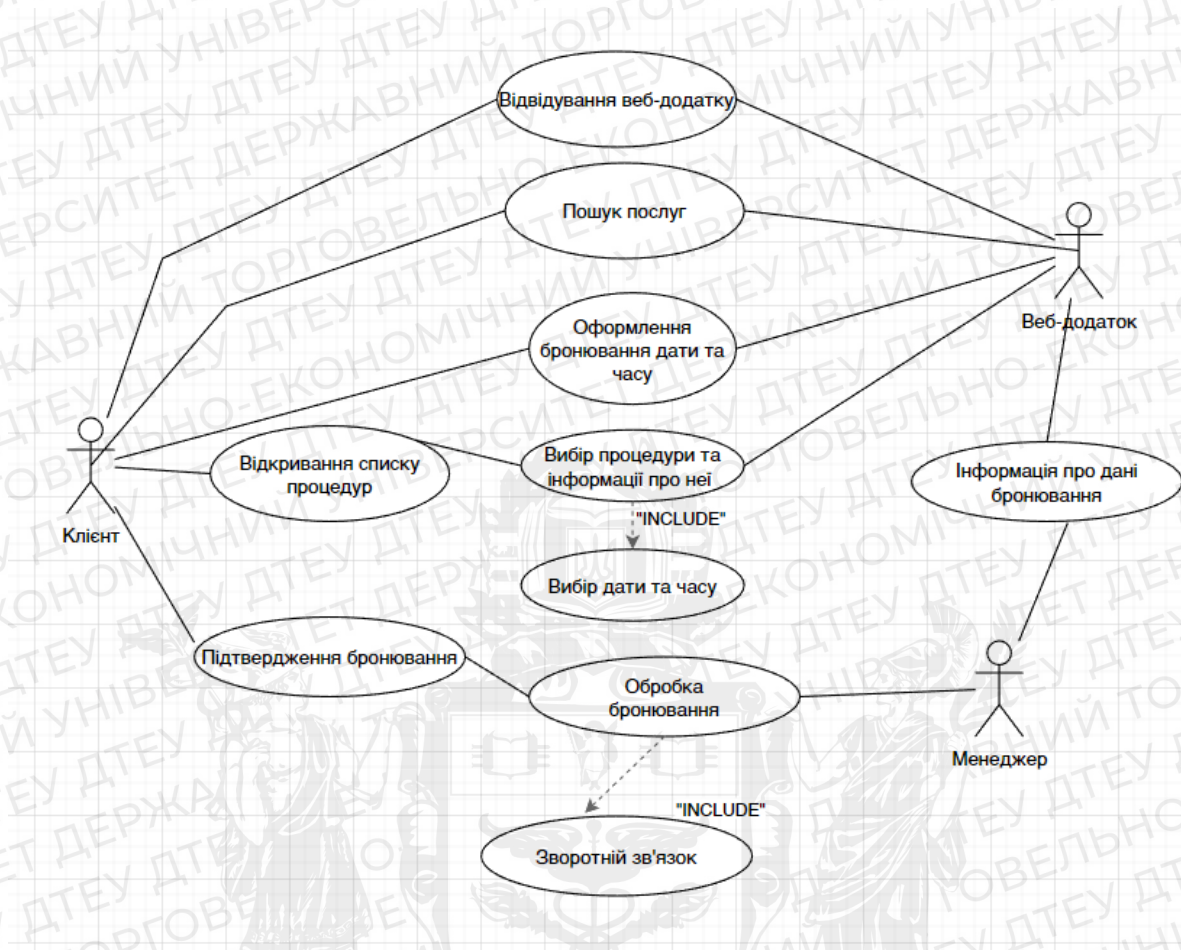 Відвідування веб-додатку
Пошук послуг
Веб-додаток
Оформлення
бронювання дати та
часу
Клієнт
Відкривання списку
процедур
Вибір процедури та
інформації про неї
Інформація про дані
бронювання
"INCLUDE"
Вибір дати та часу
Підтвердження бронювання
Обробка
бронювання
Менеджер
"INCLUDE"
Зворотній зв'язок